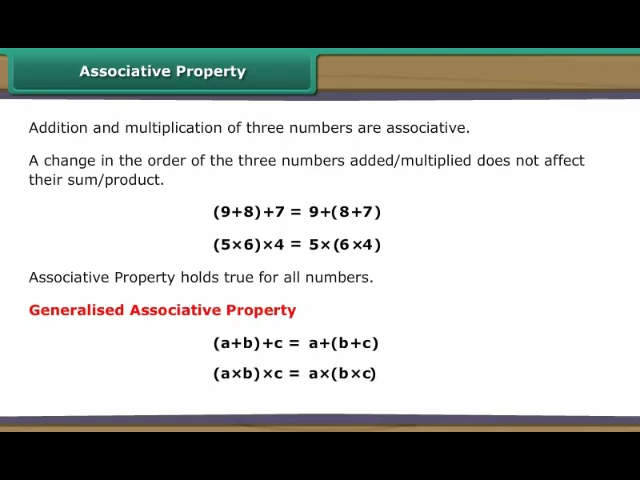 Associative Property
Addition and multiplication of three numbers are associative.
A change in the order of the three numbers added/multiplied does not affect
their sum/product.
(9+8)+7 = 9+(8+7)
(5×6)×4 = 5×(6×4)
Associative Property holds true for all numbers.
Generalised Associative Property
(a+b)+c = a+(b+c)
(a×b)×c = a×(b×c)